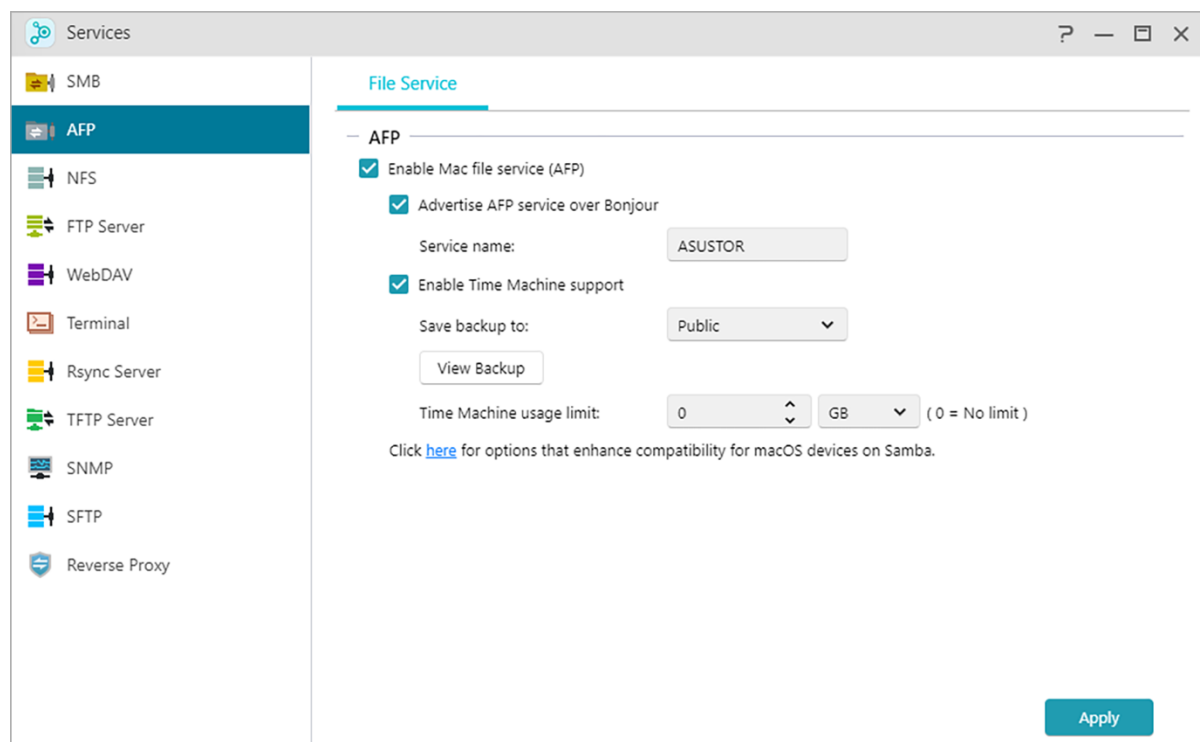 Services
SMB
AFP
NFS
FTP Server
WebDAV
Terminal
Rsync Server
TFTP Server
SNMP
SFTP
Reverse Proxy
File Service
AFP
Enable Mac file service (AFP)
Advertise AFP service over Bonjour
Service name: ASUSTOR
Enable Time Machine support
Save backup to: Public
View Backup
Time Machine usage limit: 0 GB ( 0 = No limit )
Click here for options that enhance compatibility for macOS devices on Samba.
Apply